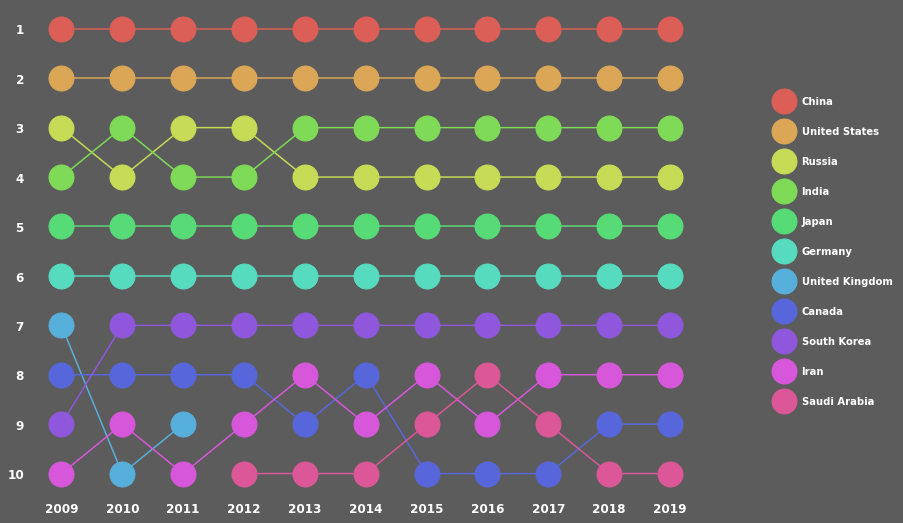 1
2
3
4
5
6
7
8
9
10
2009 2010 2011 2012 2013 2014 2015 2016 2017 2018 2019
China
United States
Russia
India
Japan
Germany
United Kingdom
Canada
South Korea
Iran
Saudi Arabia